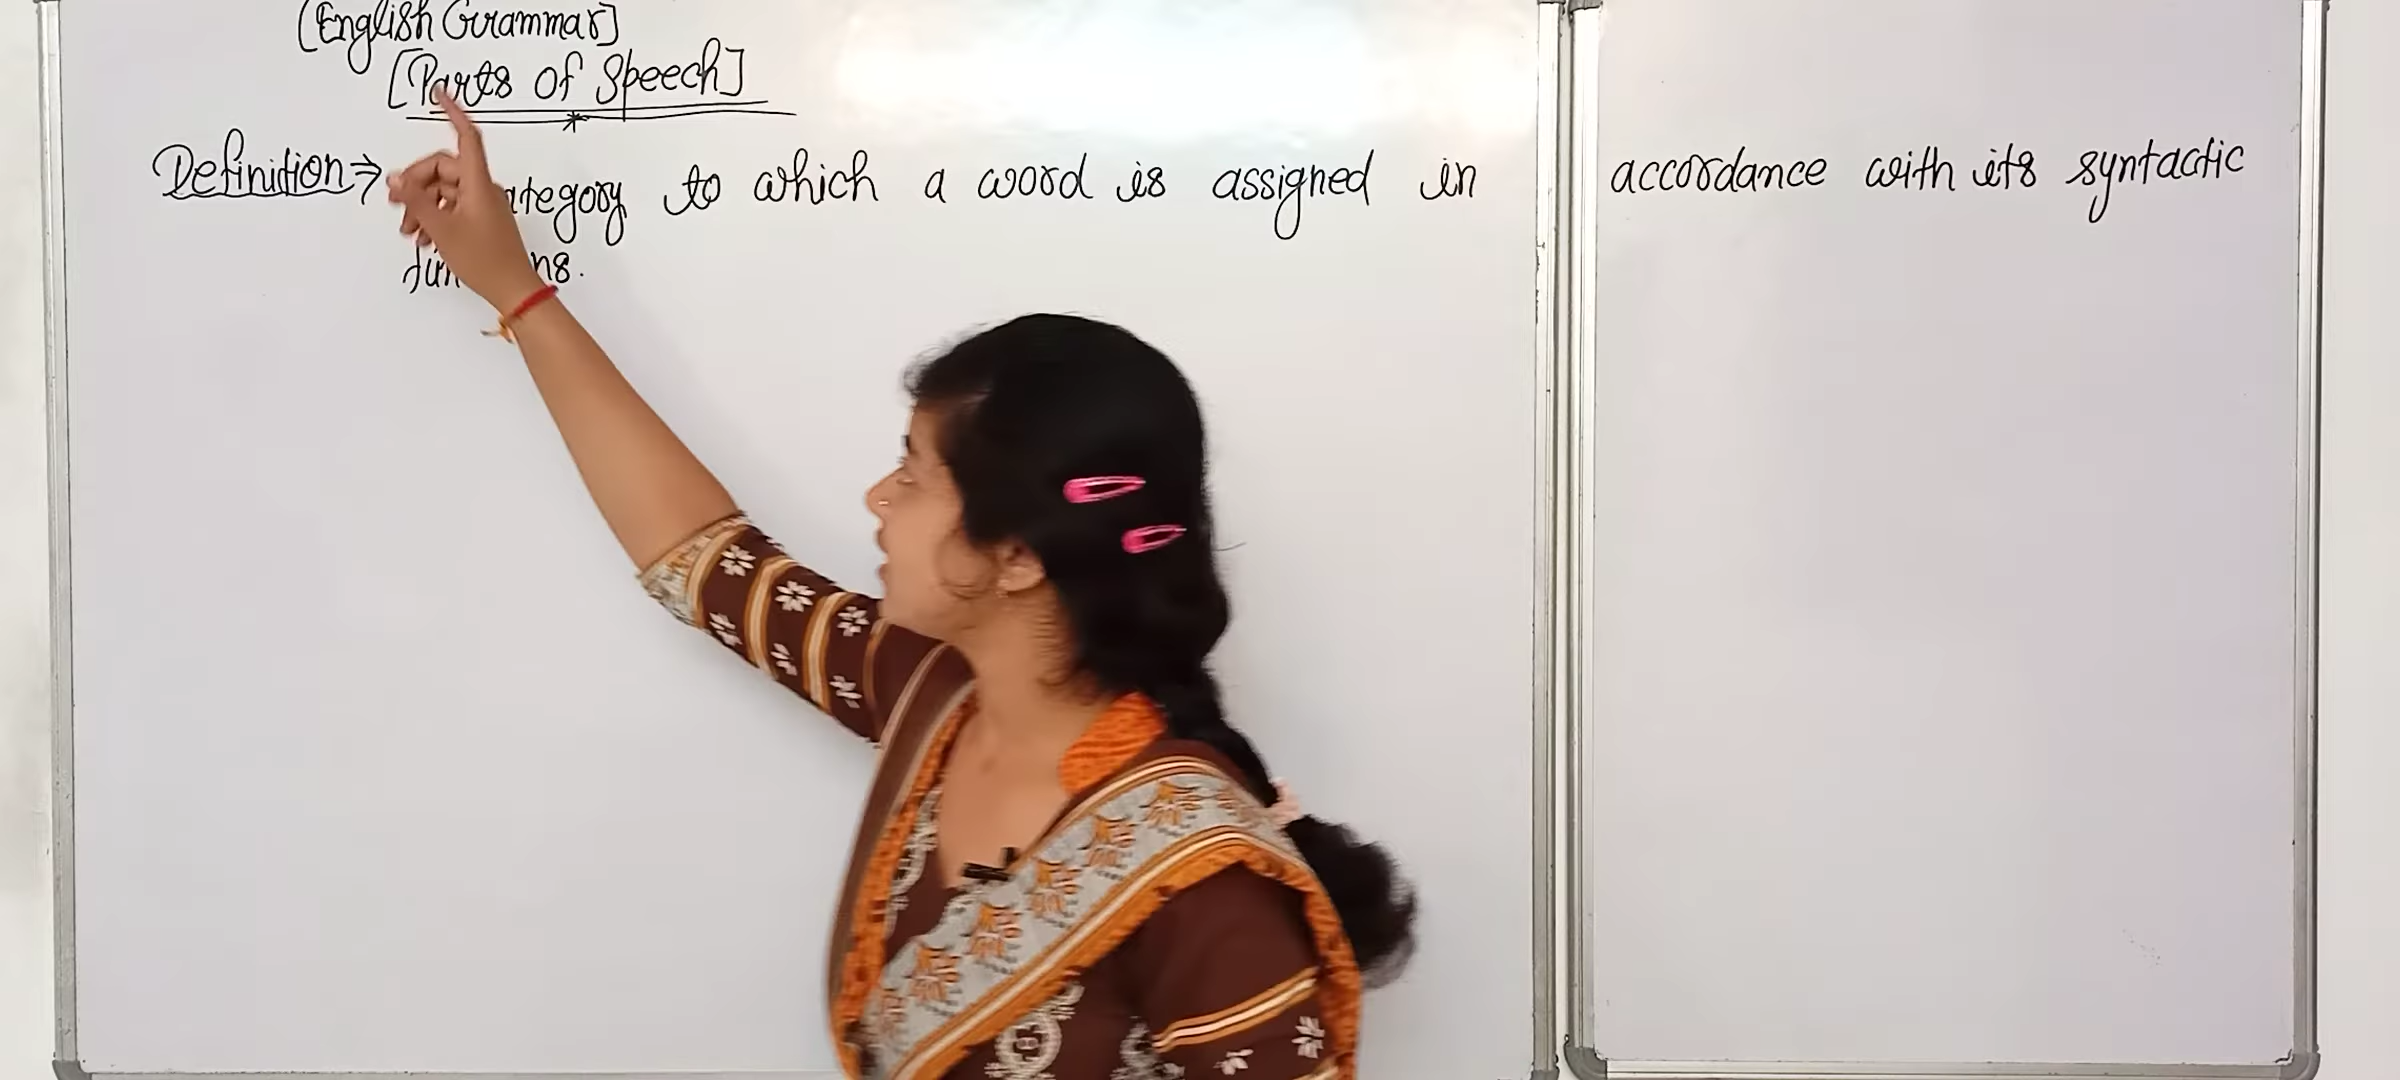 [English Grammar]
[Parts of Speech]
Definition → to which a word is assigned in accordance with its syntactic